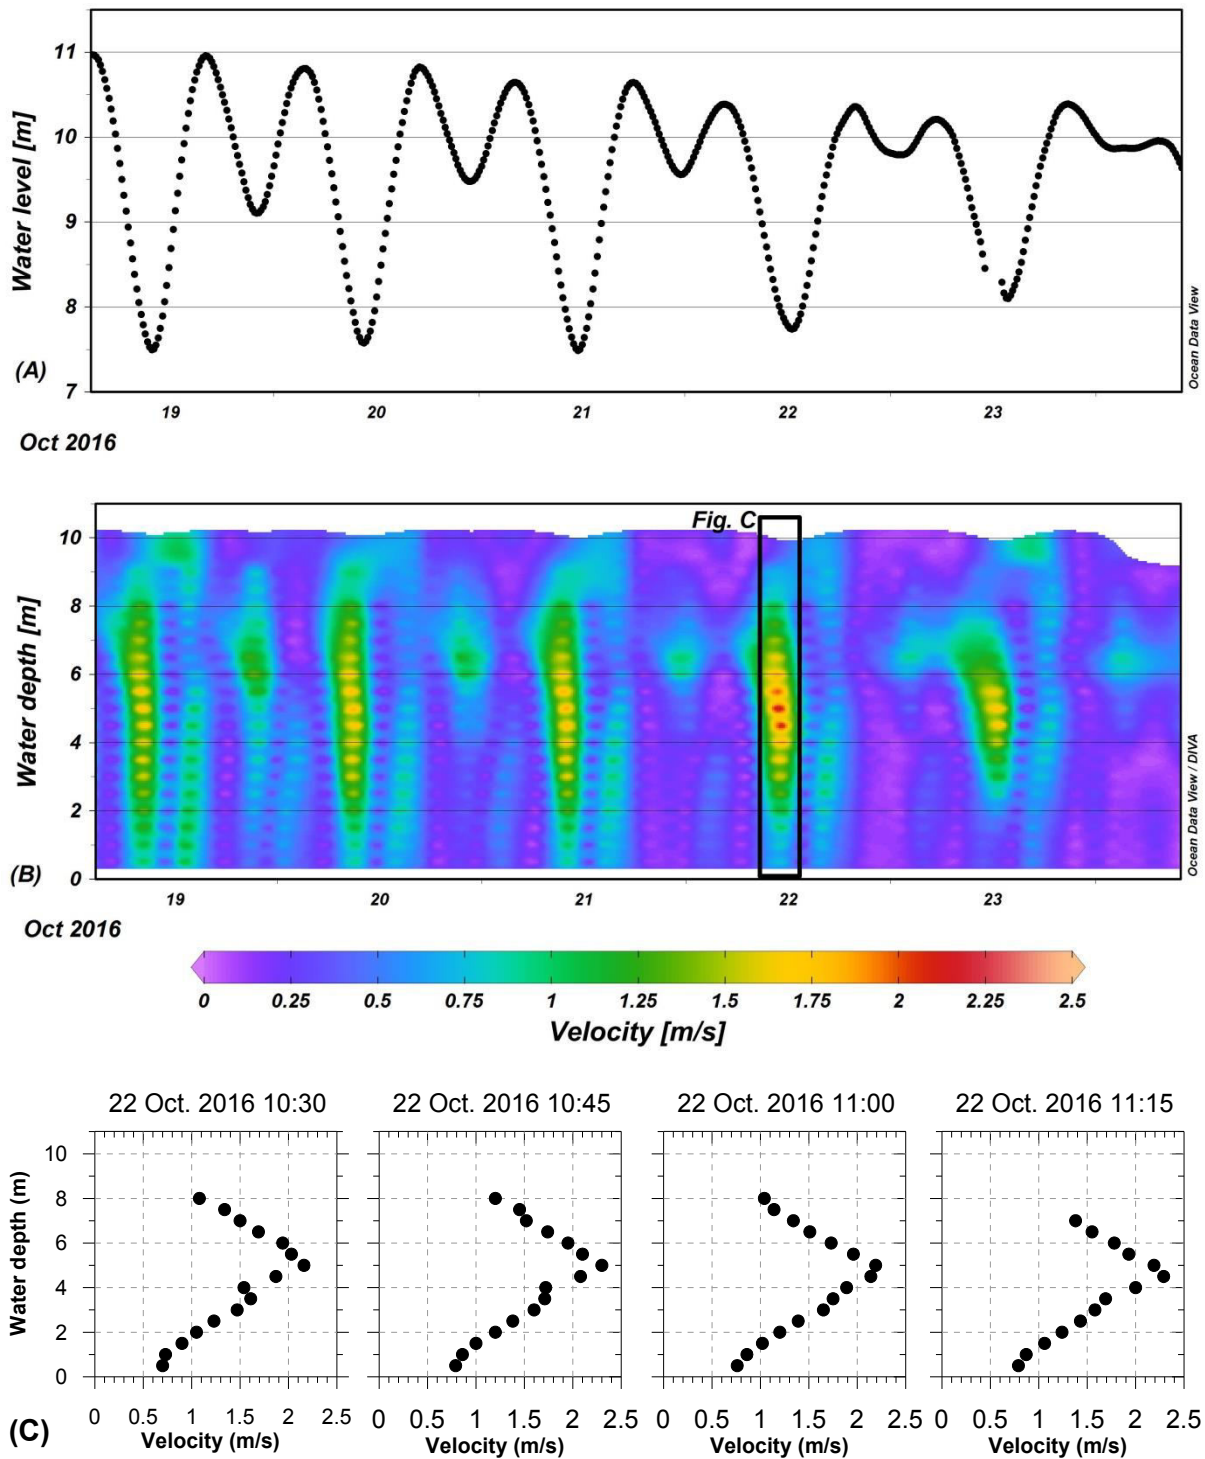 11
10
9
8
7
Water level [m]
(A)
19 20 21 22 23
Oct 2016
Ocean Data View
Fig. C
10
8
6
4
2
0
Water depth [m]
(B)
19 20 21 22 23
Oct 2016
Ocean Data View / DIVA
0 0.25 0.5 0.75 1 1.25 1.5 1.75 2 2.25 2.5
Velocity [m/s]
22 Oct. 2016 10:30 22 Oct. 2016 10:45 22 Oct. 2016 11:00 22 Oct. 2016 11:15
10
8
6
4
2
0
Water depth (m)
0 0.5 1 1.5 2 2.5 0 0.5 1 1.5 2 2.5 0 0.5 1 1.5 2 2.5 0 0.5 1 1.5 2 2.5
(C)
Velocity (m/s) Velocity (m/s) Velocity (m/s) Velocity (m/s)